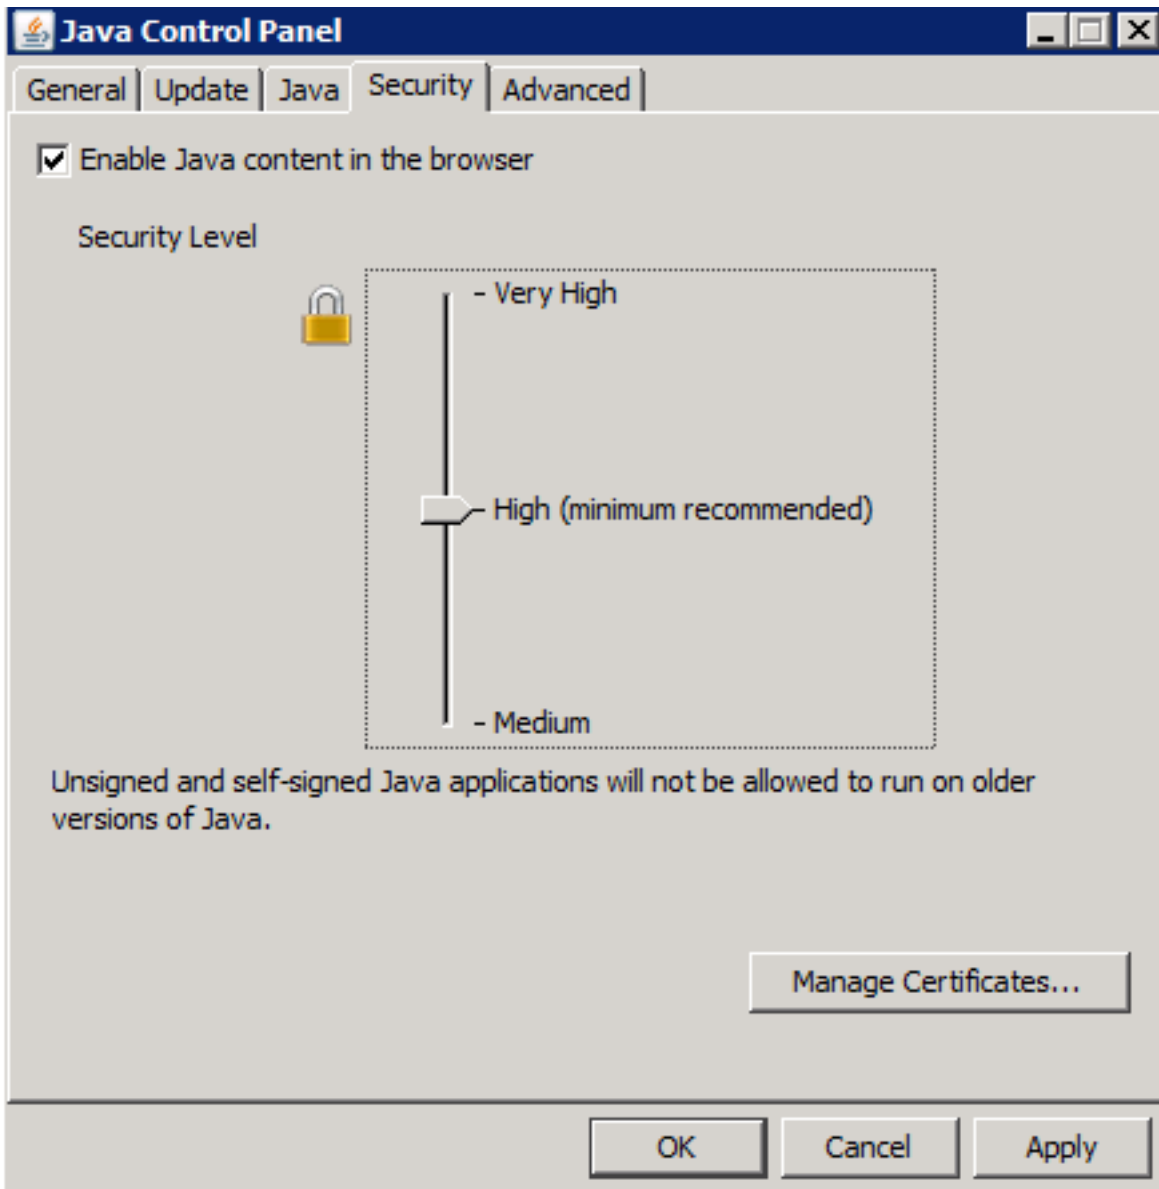 Java Control Panel
General Update Java Security Advanced
Enable Java content in the browser
Security Level
- Very High
- High (minimum recommended)
- Medium
Unsigned and self-signed Java applications will not be allowed to run on older
versions of Java.
Manage Certificates...
OK Cancel Apply